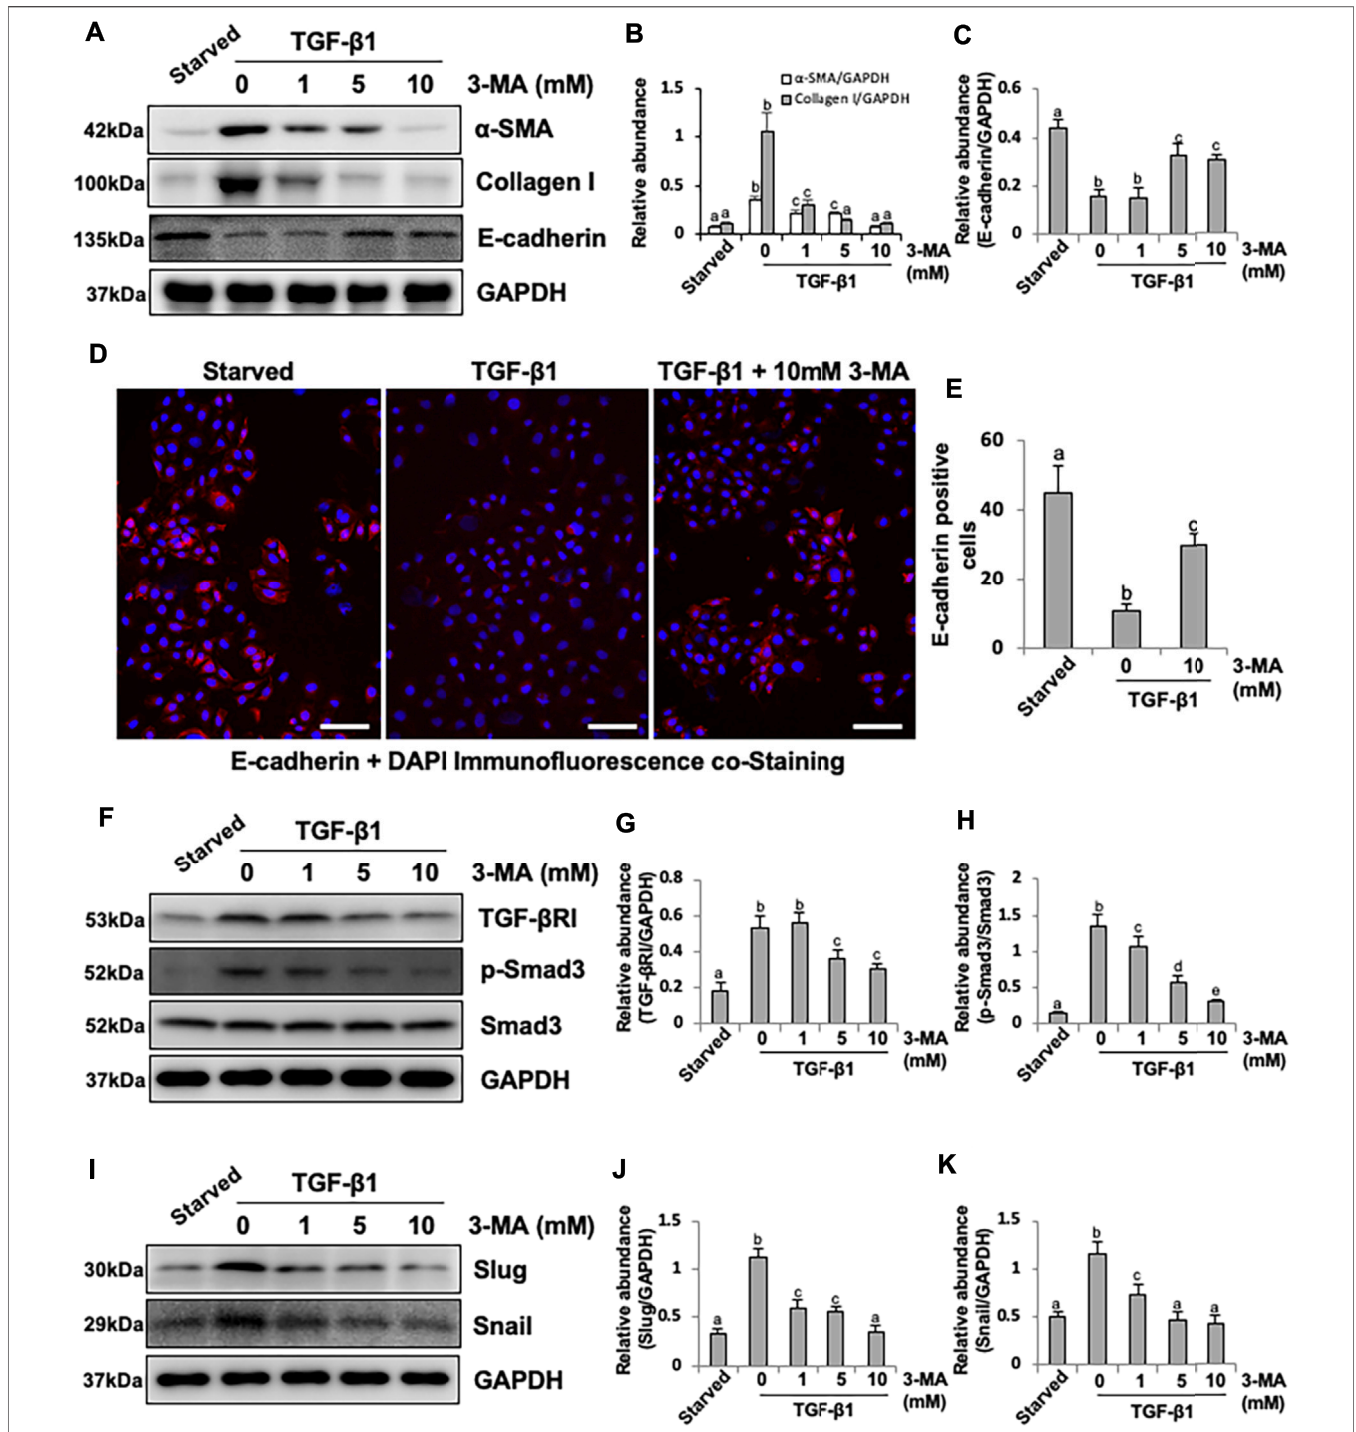 A
Starved
TGF-β1
0 1 5 10 3-MA (mM)
42kDa α-SMA
100kDa Collagen I
135kDa E-cadherin
37kDa GAPDH
B
Relative abundance
1.5
1
0.5
0
α-SMA/GAPDH
Collagen I/GAPDH
a a b b c c c a a a
Starved 0 1 5 10 3-MA
(mM)
TGF-β1
C
Relative abundance
(E-cadherin/GAPDH)
0.6
0.4
0.2
0
a b b c c
Starved 0 1 5 10 3-MA
(mM)
TGF-β1
D
Starved TGF-β1 TGF-β1 + 10mM 3-MA
E-cadherin + DAPI Immunofluorescence co-Staining
E
E-cadherin positive
cells
60
40
20
0
a b c
Starved 0 10 3-MA
(mM)
TGF-β1
F
Starved
TGF-β1
0 1 5 10 3-MA (mM)
53kDa TGF-βRI
52kDa p-Smad3
52kDa Smad3
37kDa GAPDH
G
Relative abundance
(TGF-βRI/GAPDH)
0.8
0.6
0.4
0.2
0
a b b c c
Starved 0 1 5 10 3-MA
(mM)
TGF-β1
H
Relative abundance
(p-Smad3/Smad3)
2
1.5
1
0.5
0
a b c d e
Starved 0 1 5 10 3-MA
(mM)
TGF-β1
I
Starved
TGF-β1
0 1 5 10 3-MA (mM)
30kDa Slug
29kDa Snail
37kDa GAPDH
J
Relative abundance
(Slug/GAPDH)
1.5
1
0.5
0
a b c c a
Starved 0 1 5 10 3-MA
(mM)
TGF-β1
K
Relative abundance
(Snail/GAPDH)
1.5
1
0.5
0
a b c a a
Starved 0 1 5 10 3-MA
(mM)
TGF-β1